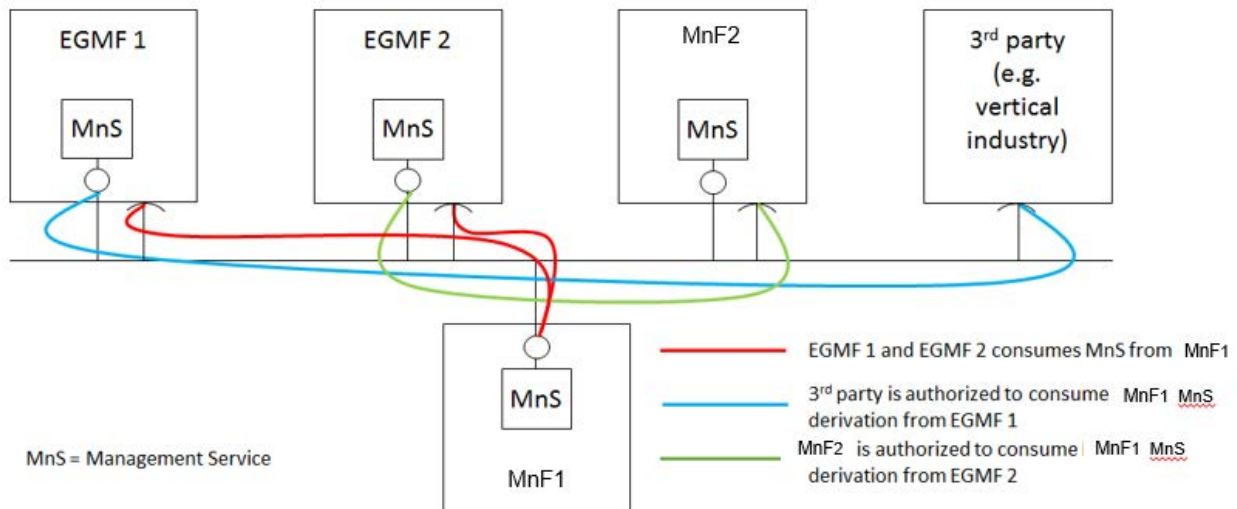 EGMF 1
EGMF 2
MnF2
3rd party
(e.g.
vertical
industry)
MnS
MnS
MnS
MnS
MnF1
MnS = Management Service
EGMF 1 and EGMF 2 consumes MnS from MnF1
3rd party is authorized to consume MnF1 MnS
derivation from EGMF 1
MnF2 is authorized to consume MnF1 MnS
derivation from EGMF 2